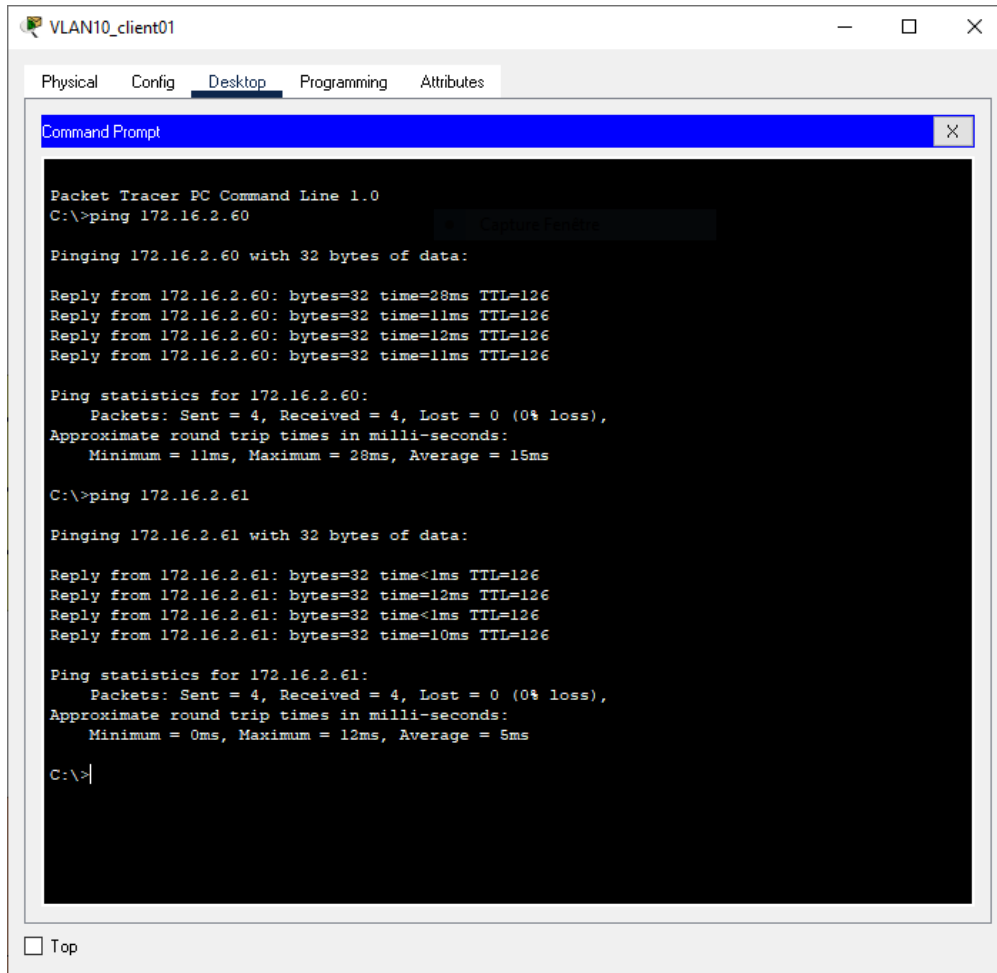 VLAN10_client01
Physical Config Desktop Programming Attributes
Command Prompt
X
Packet Tracer PC Command Line 1.0
C:\>ping 172.16.2.60
Capture Fenêtre
Pinging 172.16.2.60 with 32 bytes of data:
Reply from 172.16.2.60: bytes=32 time=28ms TTL=126
Reply from 172.16.2.60: bytes=32 time=11ms TTL=126
Reply from 172.16.2.60: bytes=32 time=12ms TTL=126
Reply from 172.16.2.60: bytes=32 time=11ms TTL=126
Ping statistics for 172.16.2.60:
Packets: Sent = 4, Received = 4, Lost = 0 (0% loss),
Approximate round trip times in milli-seconds:
Minimum = 11ms, Maximum = 28ms, Average = 15ms
C:\>ping 172.16.2.61
Pinging 172.16.2.61 with 32 bytes of data:
Reply from 172.16.2.61: bytes=32 time<1ms TTL=126
Reply from 172.16.2.61: bytes=32 time=12ms TTL=126
Reply from 172.16.2.61: bytes=32 time<1ms TTL=126
Reply from 172.16.2.61: bytes=32 time=10ms TTL=126
Ping statistics for 172.16.2.61:
Packets: Sent = 4, Received = 4, Lost = 0 (0% loss),
Approximate round trip times in milli-seconds:
Minimum = 0ms, Maximum = 12ms, Average = 5ms
C:\>
Top